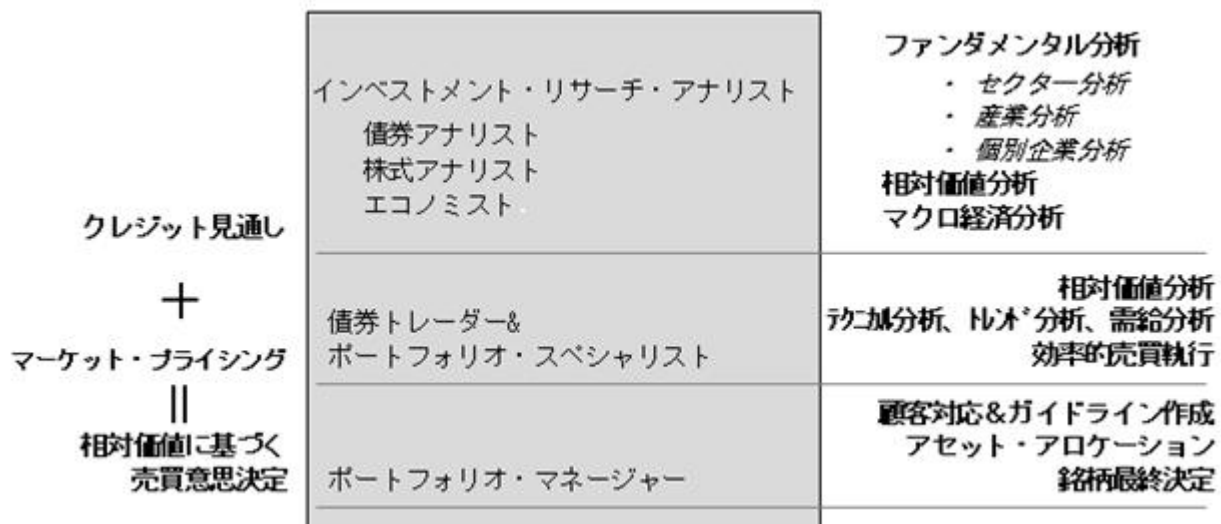 ファンダメンタル分析
・ セクター分析
・ 産業分析
・ 個別企業分析
相対価値分析
マクロ経済分析
インベストメント・リサーチ・アナリスト
債券アナリスト
株式アナリスト
エコノミスト
クレジット見通し
+
マーケット・プライシング
||
相対価値に基づく
売買意思決定
債券トレーダー&
ポートフォリオ・スペシャリスト
相対価値分析
テクニカル分析、トレンド分析、需給分析
効率的売買執行
ポートフォリオ・マネージャー
顧客対応&ガイドライン作成
アセット・アロケーション
銘柄最終決定